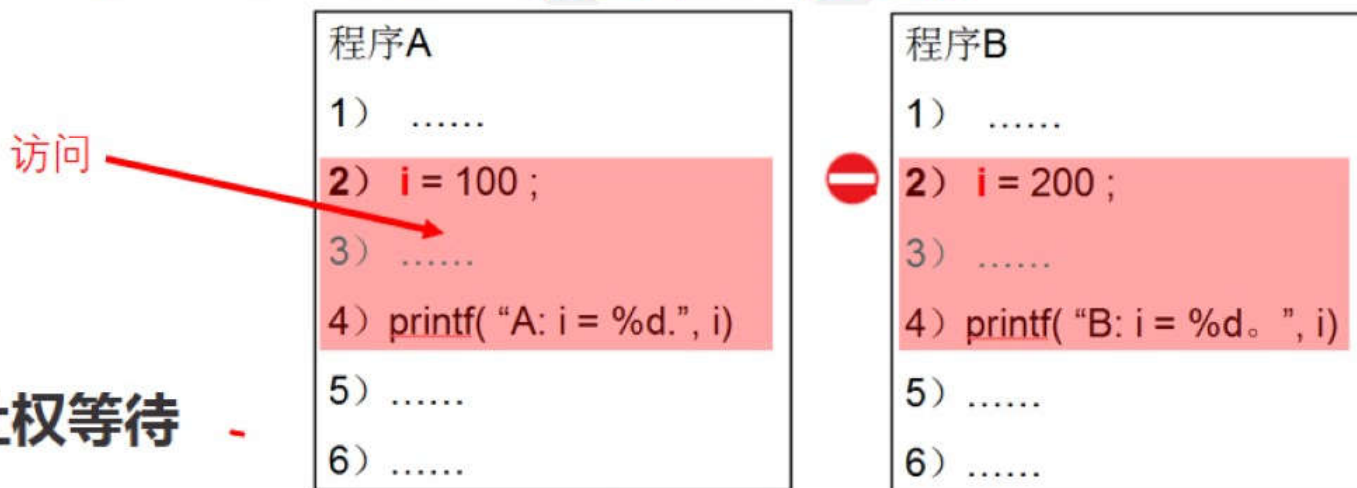 程序A
1） ……
2） i = 100 ;
3） ……
4）printf( “A: i = %d.”, i)
5）……
6）……
访问
权等待
程序B
1） ……
2） i = 200 ;
3） ……
4）printf( “B: i = %d。”, i)
5）……
6）……